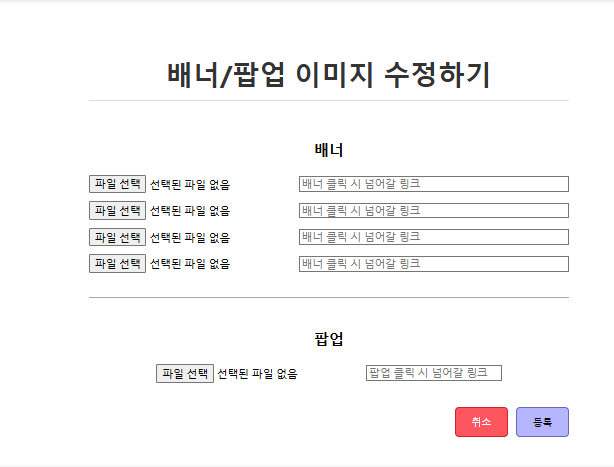 배너/팝업 이미지 수정하기
배너
파일 선택 선택된 파일 없음 배너 클릭 시 넘어갈 링크
파일 선택 선택된 파일 없음 배너 클릭 시 넘어갈 링크
파일 선택 선택된 파일 없음 배너 클릭 시 넘어갈 링크
파일 선택 선택된 파일 없음 배너 클릭 시 넘어갈 링크
팝업
파일 선택 선택된 파일 없음 팝업 클릭 시 넘어갈 링크
취소 등록